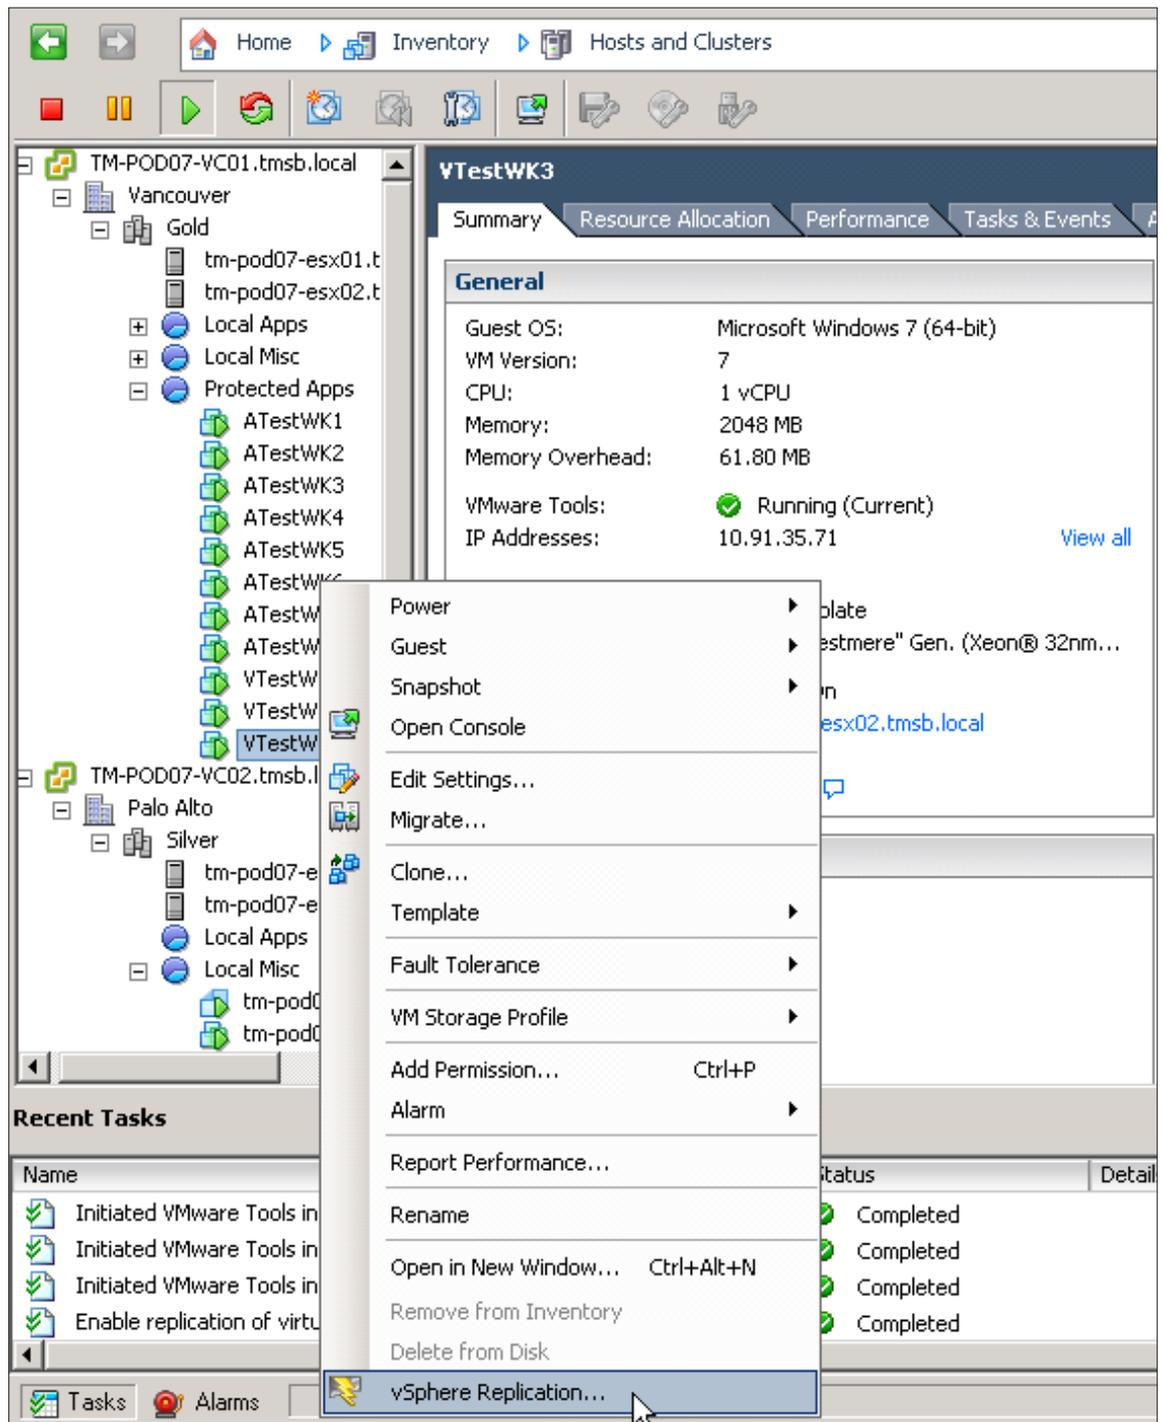 Home Inventory Hosts and Clusters
TM-POD07-VC01.tmsb.local
Vancouver
Gold
tm-pod07-esx01.t
tm-pod07-esx02.t
Local Apps
Local Misc
Protected Apps
ATestWK1
ATestWK2
ATestWK3
ATestWK4
ATestWK5
ATestW
ATestW
VTestW
VTestW
VTestW
TM-POD07-VC02.tmsb.l
Palo Alto
Silver
tm-pod07-e
tm-pod07-e
Local Apps
Local Misc
tm-pod0
tm-pod0
VTestWK3
Summary Resource Allocation Performance Tasks & Events
General
Guest OS: Microsoft Windows 7 (64-bit)
VM Version: 7
CPU: 1 vCPU
Memory: 2048 MB
Memory Overhead: 61.80 MB
VMware Tools: Running (Current)
IP Addresses: 10.91.35.71 View all
plate
estmere" Gen. (Xeon® 32nm...
esx02.tmsb.local
Power
Guest
Snapshot
Open Console
Edit Settings...
Migrate...
Clone...
Template
Fault Tolerance
VM Storage Profile
Add Permission... Ctrl+P
Alarm
Report Performance...
Rename
Open in New Window... Ctrl+Alt+N
Remove from Inventory
Delete from Disk
vSphere Replication...
Recent Tasks
Name Status Detail
Initiated VMware Tools in Completed
Initiated VMware Tools in Completed
Initiated VMware Tools in Completed
Enable replication of virtu Completed
Tasks Alarms